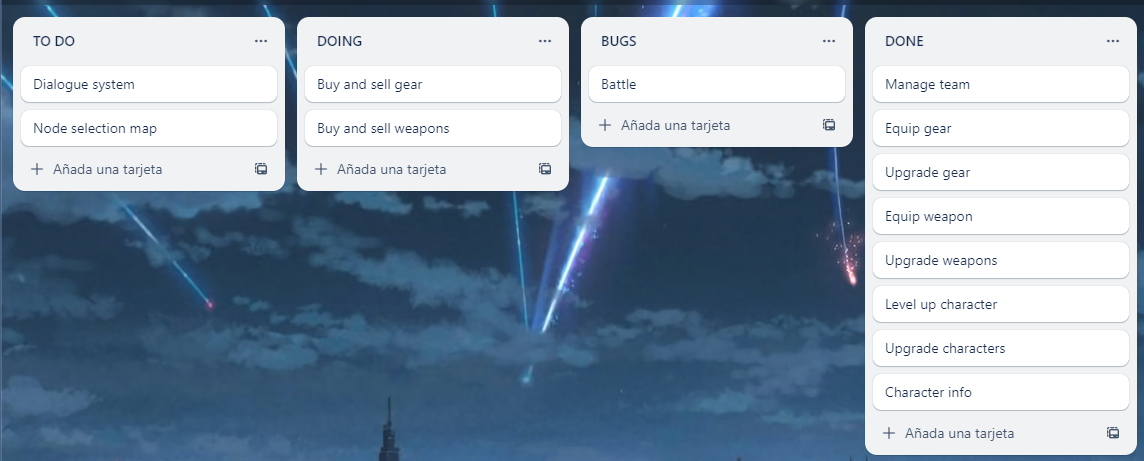 TO DO
Dialogue system
Node selection map
Añada una tarjeta
DOING
Buy and sell gear
Buy and sell weapons
Añada una tarjeta
BUGS
Battle
Añada una tarjeta
DONE
Manage team
Equip gear
Upgrade gear
Equip weapon
Upgrade weapons
Level up character
Upgrade characters
Character info
Añada una tarjeta